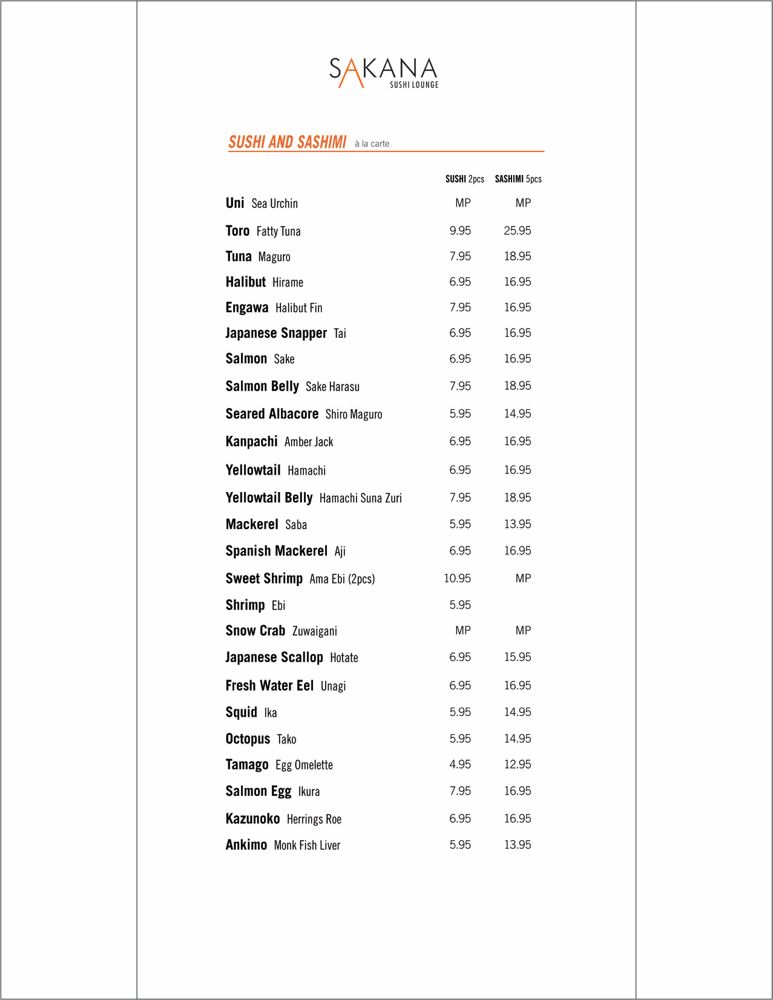 SAKANA
SUSHI LOUNGE
SUSHI AND SASHIMI à la carte
SUSHI 2pcs SASHIMI 5pcs
Uni Sea Urchin MP MP
Toro Fatty Tuna 9.95 25.95
Tuna Maguro 7.95 18.95
Halibut Hirame 6.95 16.95
Engawa Halibut Fin 7.95 16.95
Japanese Snapper Tai 6.95 16.95
Salmon Sake 6.95 16.95
Salmon Belly Sake Harasu 7.95 18.95
Seared Albacore Shiro Maguro 5.95 14.95
Kanpachi Amber Jack 6.95 16.95
Yellowtail Hamachi 6.95 16.95
Yellowtail Belly Hamachi Suna Zuri 7.95 18.95
Mackerel Saba 5.95 13.95
Spanish Mackerel Aji 6.95 16.95
Sweet Shrimp Ama Ebi (2pcs) 10.95 MP
Shrimp Ebi 5.95
Snow Crab Zuwaigani MP MP
Japanese Scallop Hotate 6.95 15.95
Fresh Water Eel Unagi 6.95 16.95
Squid Ika 5.95 14.95
Octopus Tako 5.95 14.95
Tamago Egg Omelette 4.95 12.95
Salmon Egg Ikura 7.95 16.95
Kazunoko Herrings Roe 6.95 16.95
Ankimo Monk Fish Liver 5.95 13.95